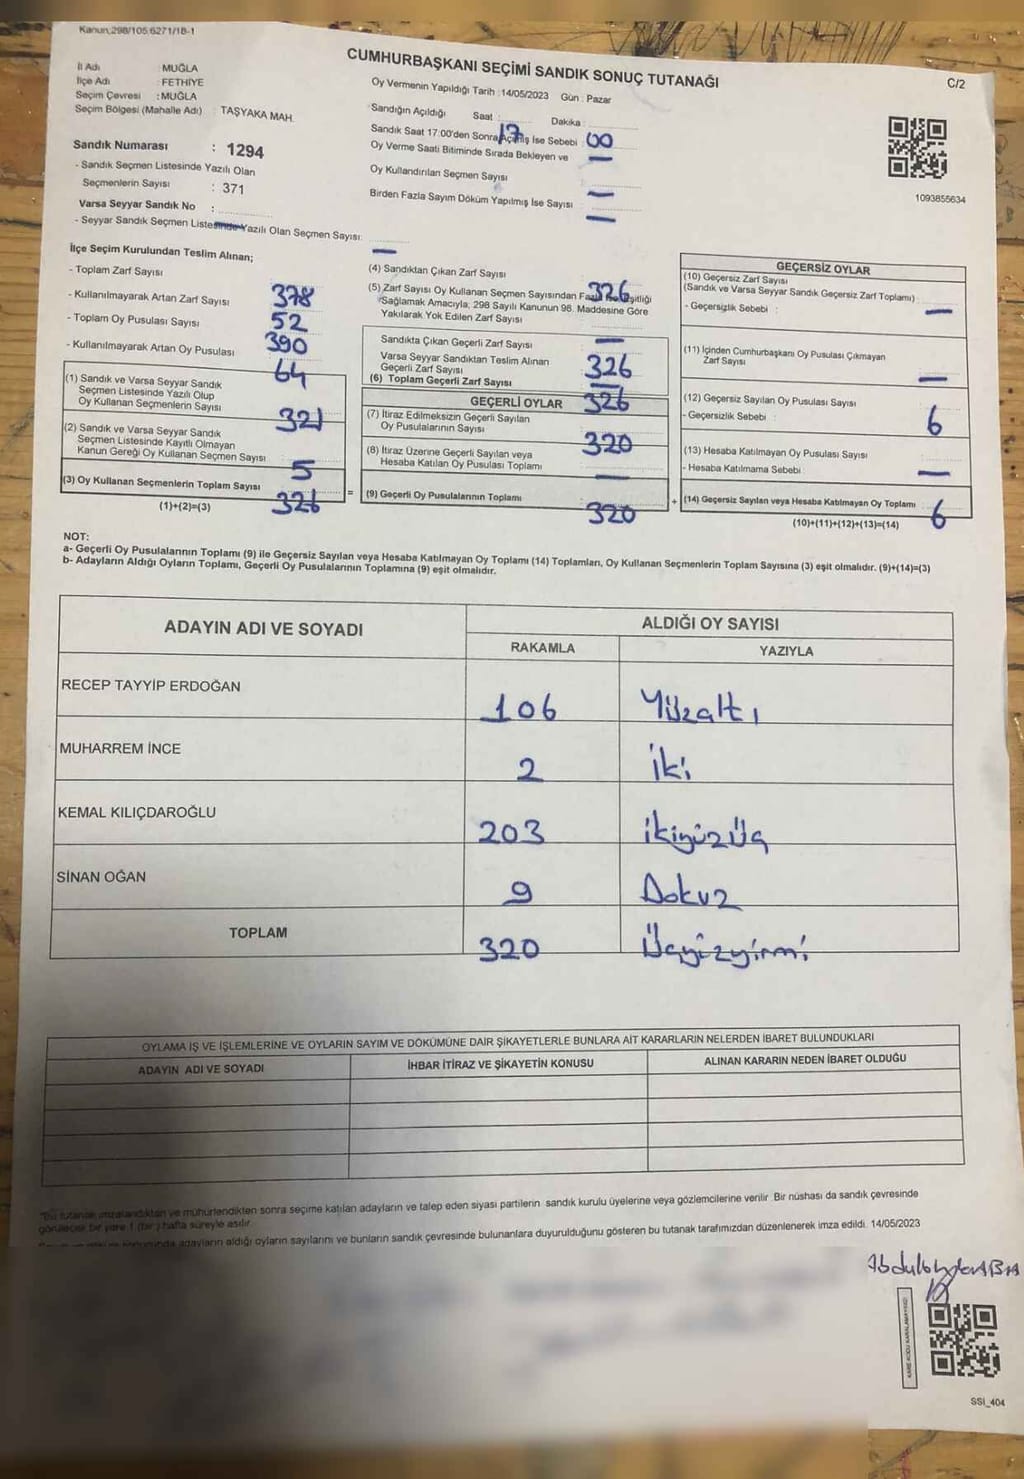 Kanun,298/105,6271/18-1
CUMHURBAŞKANI SEÇİMİ SANDIK SONUÇ TUTANAĞI
C/2
İl Adı : MUĞLA
İlçe Adı : FETHİYE
Seçim Çevresi : MUĞLA
Seçim Bölgesi (Mahalle Adı) : TAŞYAKA MAH.
Oy Vermenin Yapıldığı Tarih : 14/05/2023 Gün : Pazar
Sandığın Açıldığı Saat : 17 Dakika : 00
Sandık Saat 17:00'den Sonra Açılmış İse Sebebi : —
Oy Verme Saati Bitiminde Sırada Bekleyen ve
Oy Kullandırılan Seçmen Sayısı —
Birden Fazla Sayım Döküm Yapılmış İse Sayısı —
1093855634
Sandık Numarası : 1294
- Sandık Seçmen Listesinde Yazılı Olan
Seçmenlerin Sayısı : 371
Varsa Seyyar Sandık No : —
- Seyyar Sandık Seçmen Listesinde Yazılı Olan Seçmen Sayısı: —
İlçe Seçim Kurulundan Teslim Alınan;
- Toplam Zarf Sayısı 378
- Kullanılmayarak Artan Zarf Sayısı 52
- Toplam Oy Pusulası Sayısı 390
- Kullanılmayarak Artan Oy Pusulası 64
(1) Sandık ve Varsa Seyyar Sandık
Seçmen Listesinde Yazılı Olup
Oy Kullanan Seçmenlerin Sayısı 321
(2) Sandık ve Varsa Seyyar Sandık
Seçmen Listesinde Kayıtlı Olmayan
Kanun Gereği Oy Kullanan Seçmen Sayısı 5
(3) Oy Kullanan Seçmenlerin Toplam Sayısı 326
(1)+(2)=(3)
(4) Sandıktan Çıkan Zarf Sayısı 326
(5) Zarf Sayısı Oy Kullanan Seçmen Sayısından Fazla İse Eşitliği
Sağlamak Amacıyla, 298 Sayılı Kanunun 98. Maddesine Göre
Yakılarak Yok Edilen Zarf Sayısı —
Sandıkta Çıkan Geçerli Zarf Sayısı 326
Varsa Seyyar Sandıktan Teslim Alınan
Geçerli Zarf Sayısı —
(6) Toplam Geçerli Zarf Sayısı 326
GEÇERLİ OYLAR
(7) İtiraz Edilmeksizin Geçerli Sayılan
Oy Pusulalarının Sayısı 320
(8) İtiraz Üzerine Geçerli Sayılan veya
Hesaba Katılan Oy Pusulası Toplamı —
= (9) Geçerli Oy Pusulalarının Toplamı 320
GEÇERSİZ OYLAR
(10) Geçersiz Zarf Sayısı
(Sandık ve Varsa Seyyar Sandık Geçersiz Zarf Toplamı)
- Geçersizlik Sebebi : —
(11) İçinden Cumhurbaşkanı Oy Pusulası Çıkmayan
Zarf Sayısı —
(12) Geçersiz Sayılan Oy Pusulası Sayısı 6
- Geçersizlik Sebebi :
(13) Hesaba Katılmayan Oy Pusulası Sayısı —
- Hesaba Katılmama Sebebi :
+ (14) Geçersiz Sayılan veya Hesaba Katılmayan Oy Toplamı 6
(10)+(11)+(12)+(13)=(14)
NOT:
a- Geçerli Oy Pusulalarının Toplamı (9) ile Geçersiz Sayılan veya Hesaba Katılmayan Oy Toplamı (14) Toplamları, Oy Kullanan Seçmenlerin Toplam Sayısına (3) eşit olmalıdır. (9)+(14)=(3)
b- Adayların Aldığı Oyların Toplamı, Geçerli Oy Pusulalarının Toplamına (9) eşit olmalıdır.
ADAYIN ADI VE SOYADI
ALDIĞI OY SAYISI
RAKAMLA YAZIYLA
RECEP TAYYİP ERDOĞAN 106 Yüzaltı
MUHARREM İNCE 2 İki
KEMAL KILIÇDAROĞLU 203 İkiyüzüç
SİNAN OĞAN 9 Dokuz
TOPLAM 320 Üçyüzyirmi
OYLAMA İŞ VE İŞLEMLERİNE VE OYLARIN SAYIM VE DÖKÜMÜNE DAİR ŞİKAYETLERLE BUNLARA AİT KARARLARIN NELERDEN İBARET BULUNDUKLARI
ADAYIN ADI VE SOYADI İHBAR İTİRAZ VE ŞİKAYETİN KONUSU ALINAN KARARIN NEDEN İBARET OLDUĞU
"Bu tutanak imzalandıktan ve mühürlendikten sonra seçime katılan adayların ve talep eden siyasi partilerin sandık kurulu üyelerine veya gözlemcilerine verilir. Bir nüshası da sandık çevresinde
görülecek bir yere 1 (bir) hafta süreyle asılır.
adayların aldığı oyların sayılarını ve bunların sandık çevresinde bulunanlara duyurulduğunu gösteren bu tutanak tarafımızdan düzenlenerek imza edildi. 14/05/2023
KARE KODU KARALAMAYINIZ!
SSİ_404